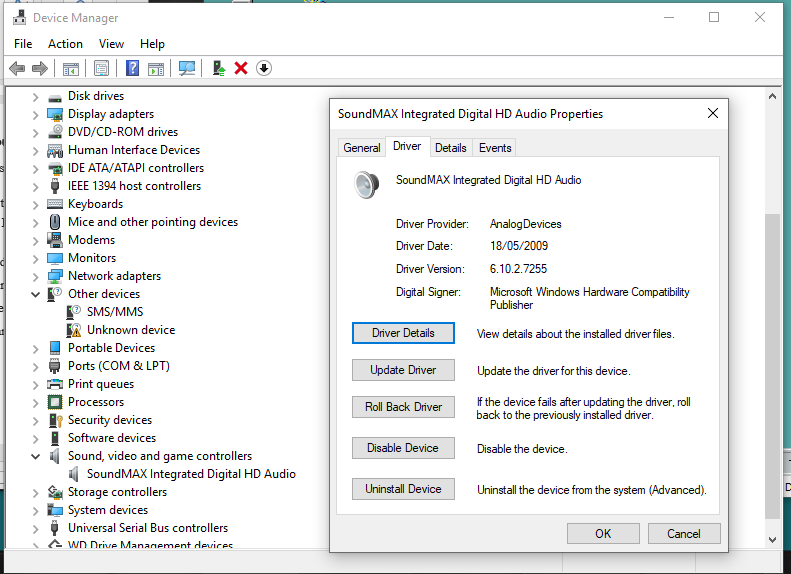 Device Manager
File Action View Help
Disk drives
Display adapters
DVD/CD-ROM drives
Human Interface Devices
IDE ATA/ATAPI controllers
IEEE 1394 host controllers
Keyboards
Mice and other pointing devices
Modems
Monitors
Network adapters
Other devices
SMS/MMS
Unknown device
Portable Devices
Ports (COM & LPT)
Print queues
Processors
Security devices
Software devices
Sound, video and game controllers
SoundMAX Integrated Digital HD Audio
Storage controllers
System devices
Universal Serial Bus controllers
WD Drive Management devices
SoundMAX Integrated Digital HD Audio Properties
General Driver Details Events
SoundMAX Integrated Digital HD Audio
Driver Provider: AnalogDevices
Driver Date: 18/05/2009
Driver Version: 6.10.2.7255
Digital Signer: Microsoft Windows Hardware Compatibility
Publisher
Driver Details View details about the installed driver files.
Update Driver Update the driver for this device.
Roll Back Driver If the device fails after updating the driver, roll
back to the previously installed driver.
Disable Device Disable the device.
Uninstall Device Uninstall the device from the system (Advanced).
OK Cancel